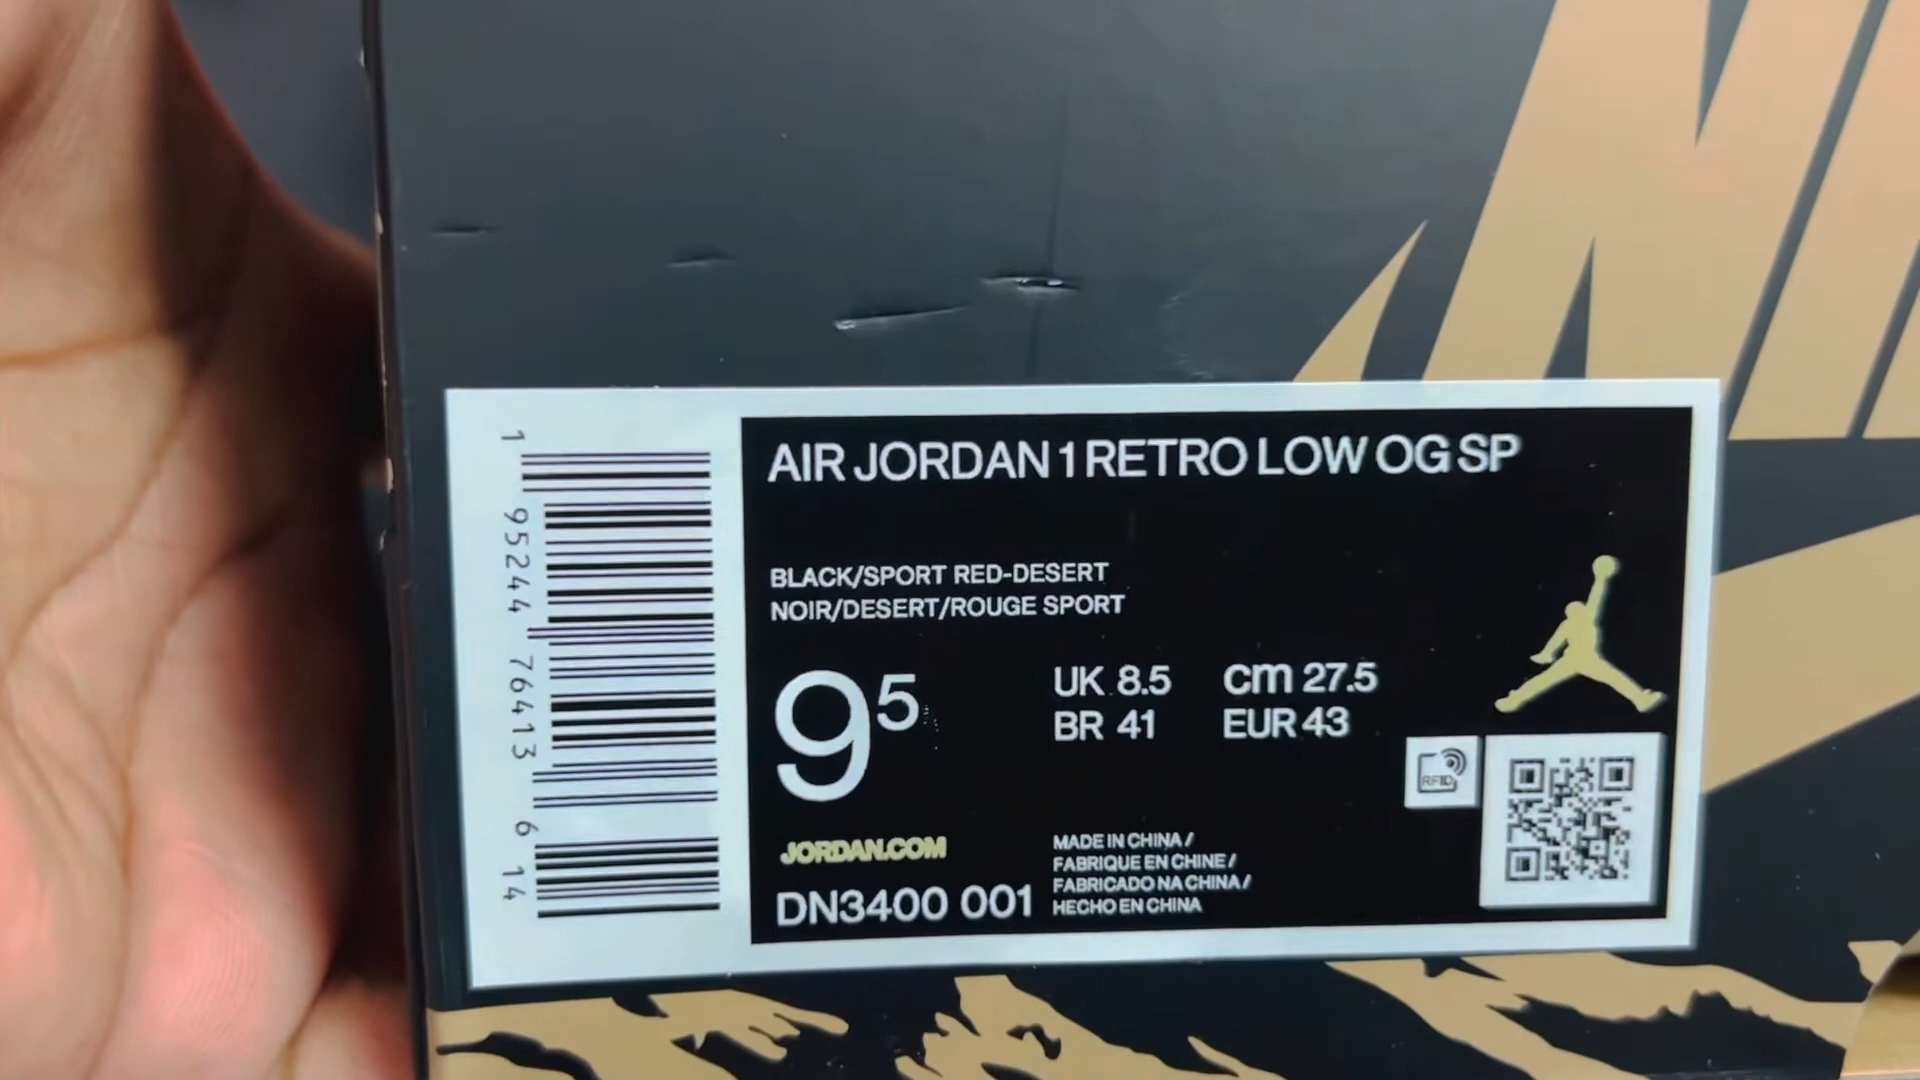 AIR JORDAN 1 RETRO LOW OG SP
BLACK/SPORT RED-DESERT
NOIR/DESERT/ROUGE SPORT
9 5
UK 8.5
cm 27.5
BR 41
EUR 43
RFID
JORDAN.COM
DN3400 001
MADE IN CHINA /
FABRIQUE EN CHINE /
FABRICADO NA CHINA /
HECHO EN CHINA
1 95244 76413 6 14